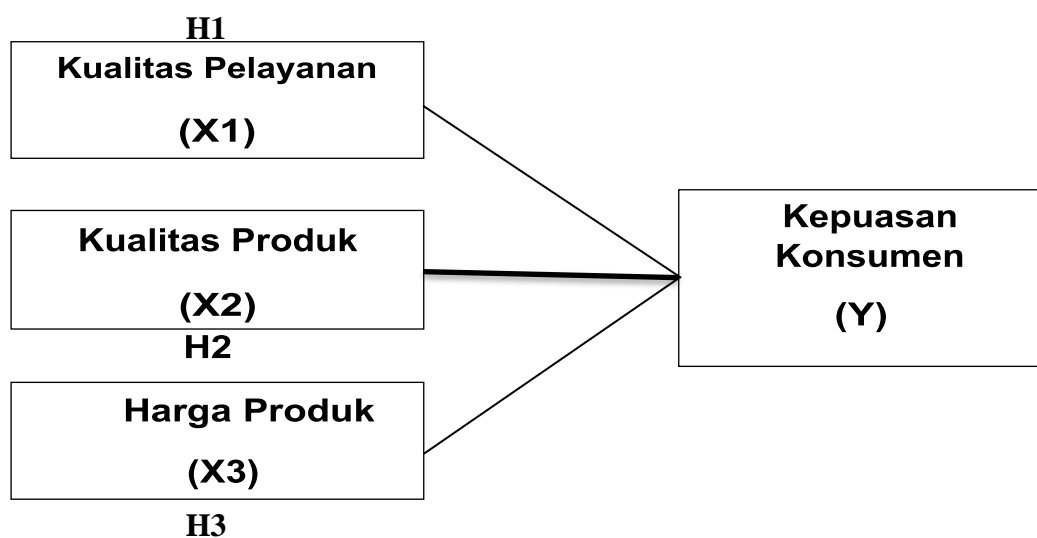 H1
Kualitas Pelayanan
(X1)
Kualitas Produk
(X2)
H2
Harga Produk
(X3)
H3
Kepuasan
Konsumen
(Y)